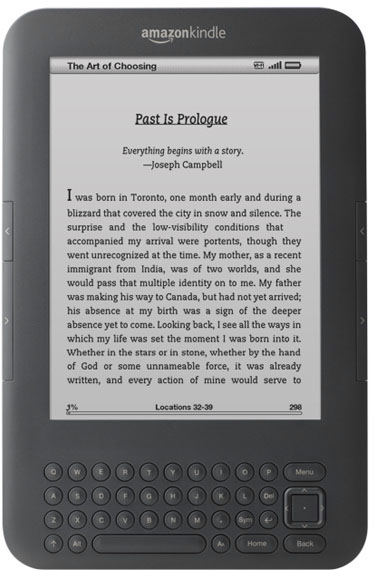 amazonkindle
The Art of Choosing
Past Is Prologue
Everything begins with a story.
—Joseph Campbell
I was born in Toronto, one month early and during a
blizzard that covered the city in snow and silence. The
surprise and the low-visibility conditions that
accompanied my arrival were portents, though they
went unrecognized at the time. My mother, as a recent
immigrant from India, was of two worlds, and she
would pass that multiple identity on to me. My father
was making his way to Canada, but had not yet arrived;
his absence at my birth was a sign of the deeper
absence yet to come. Looking back, I see all the ways in
which my life was set the moment I was born into it.
Whether in the stars or in stone, whether by the hand
of God or some unnameable force, it was already
written, and every action of mine would serve to
1% Locations 32-39 298
Q W E R T Y U I O P Menu
A S D F G H J K L Del
Z X C V B N M . Sym
Alt Aa Home Back